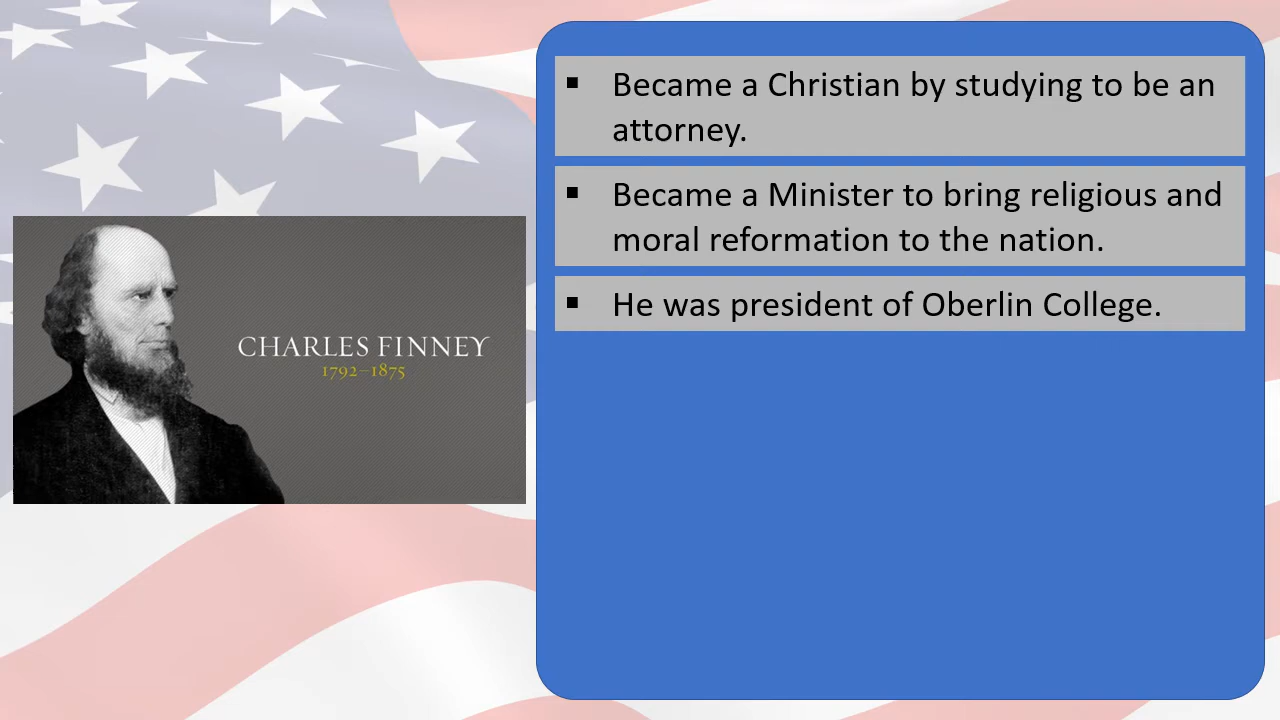 CHARLES FINNEY
1792–1875
▪ Became a Christian by studying to be an
attorney.
▪ Became a Minister to bring religious and
moral reformation to the nation.
▪ He was president of Oberlin College.